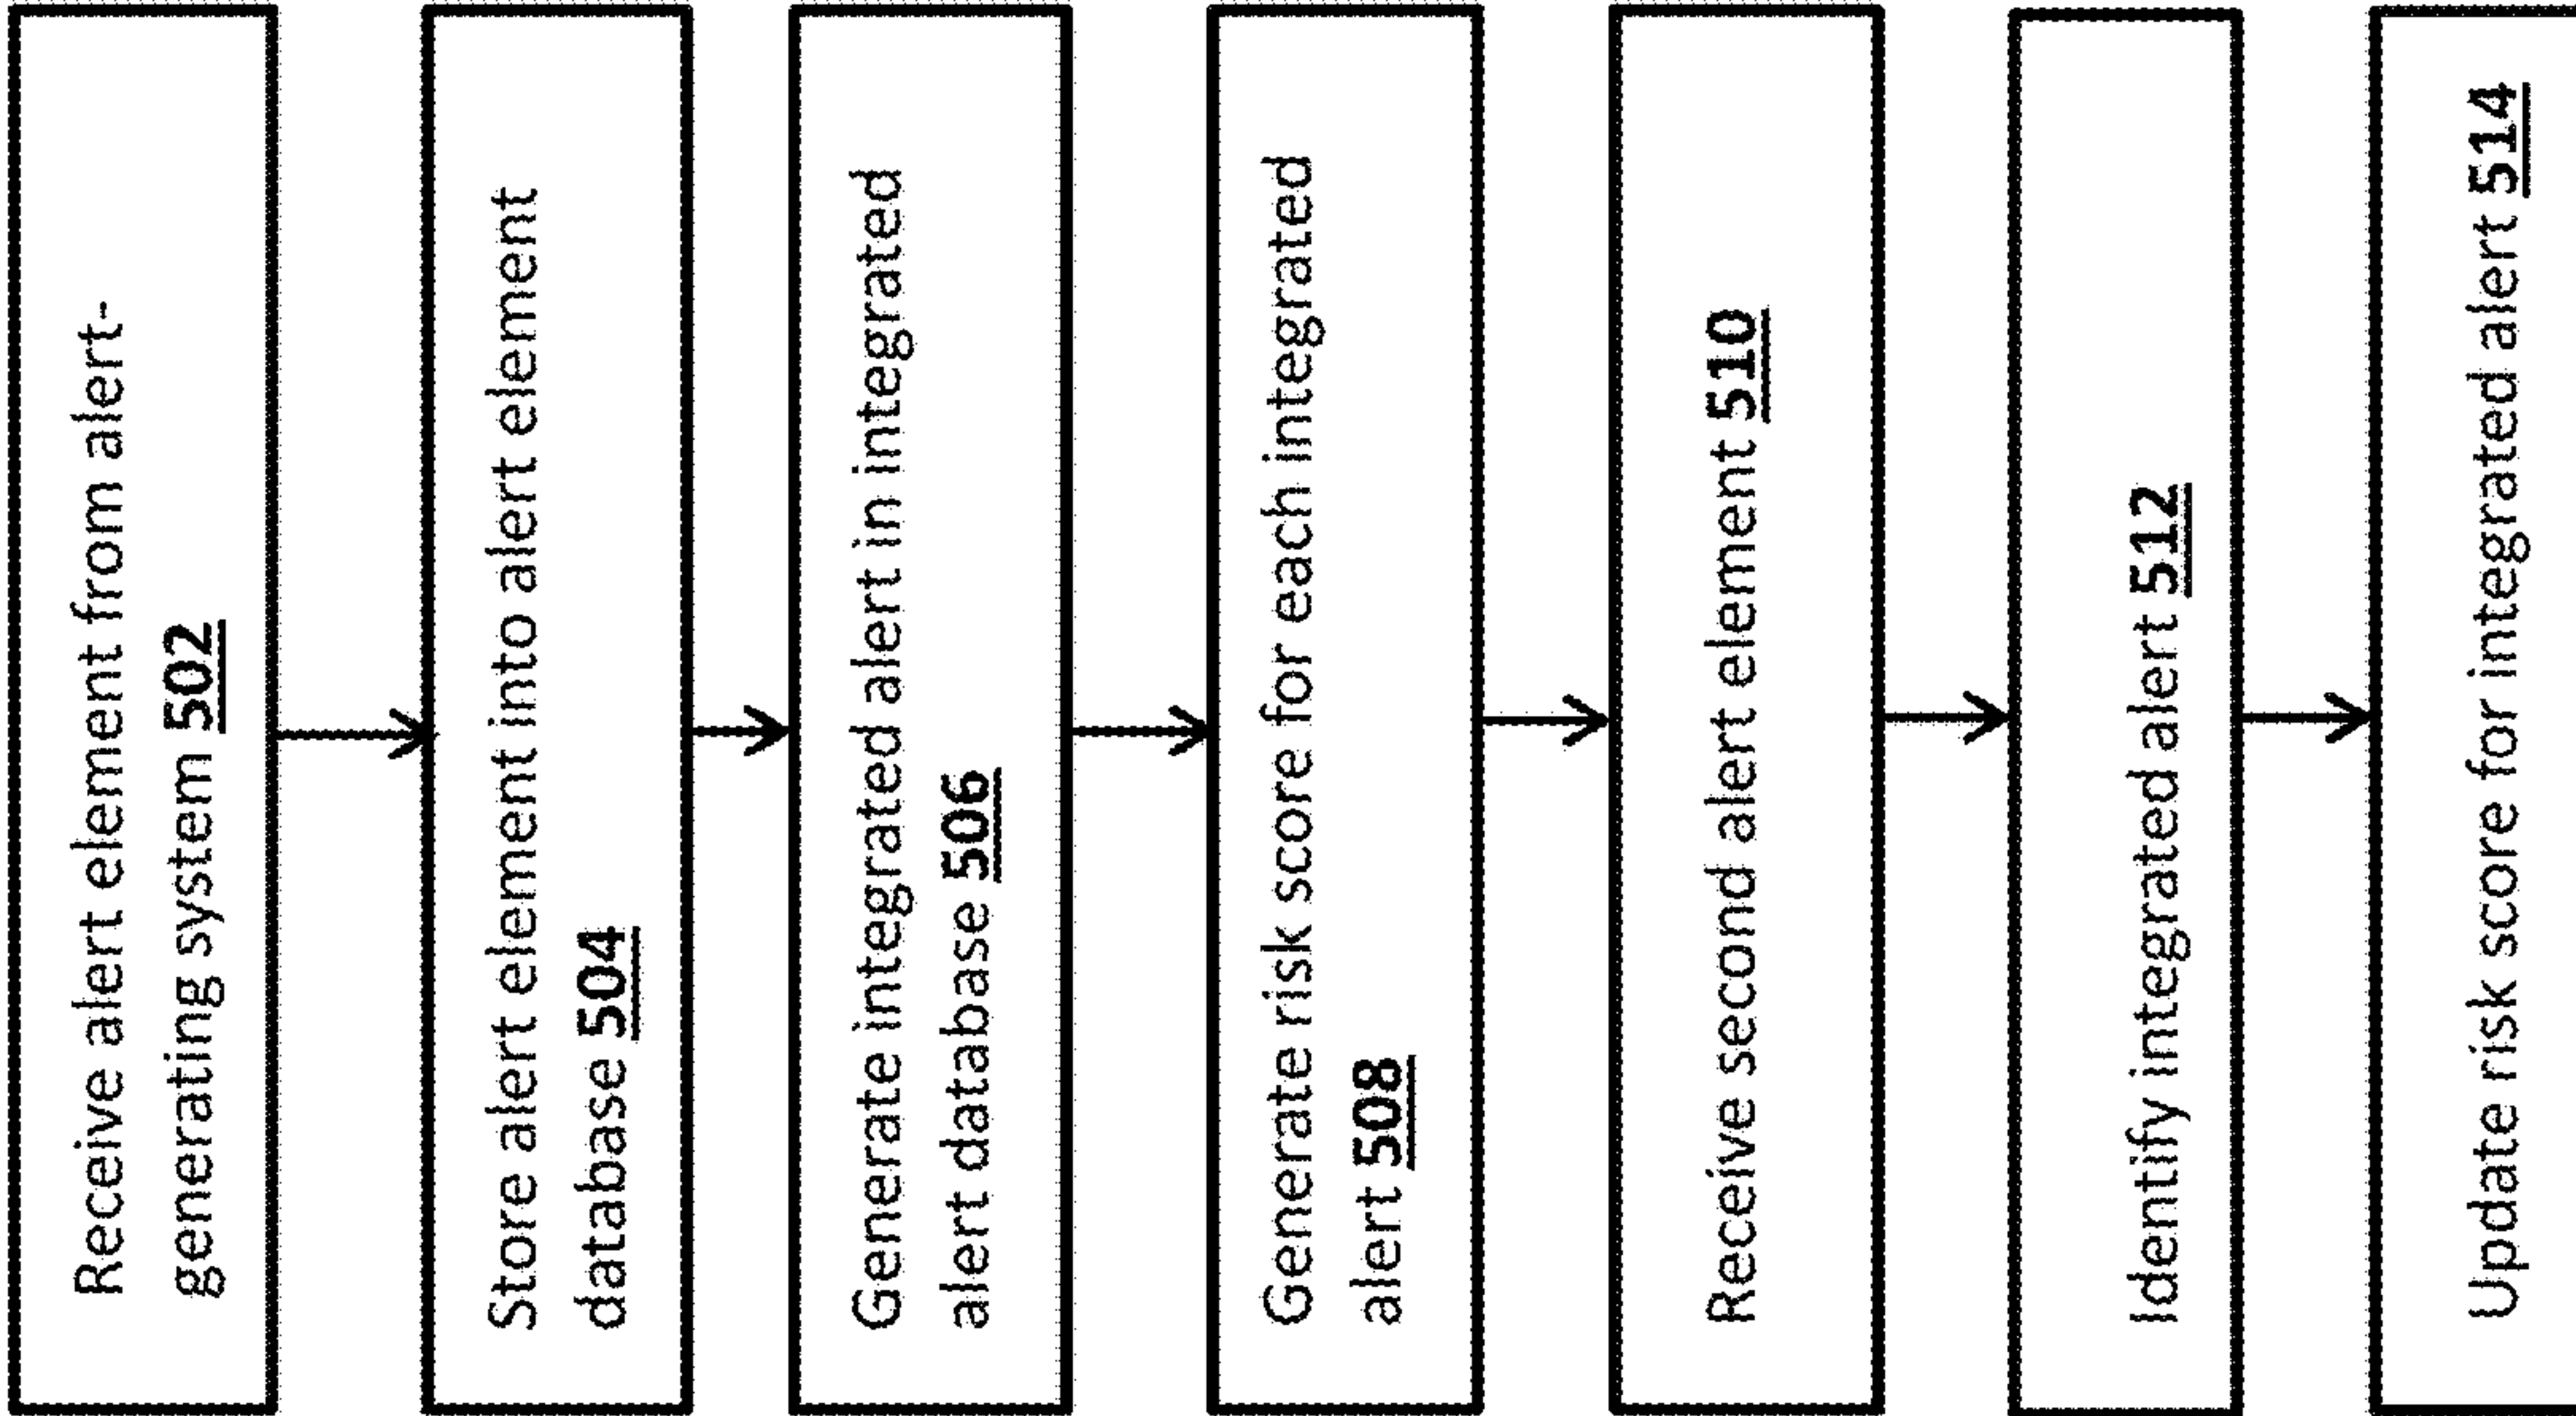 Receive alert element from alert-
generating system 502
Store alert element into alert element
database 504
Generate integrated alert in integrated
alert database 506
Generate risk score for each integrated
alert 508
Receive second alert element 510
Identify integrated alert 512
Update risk score for integrated alert 514